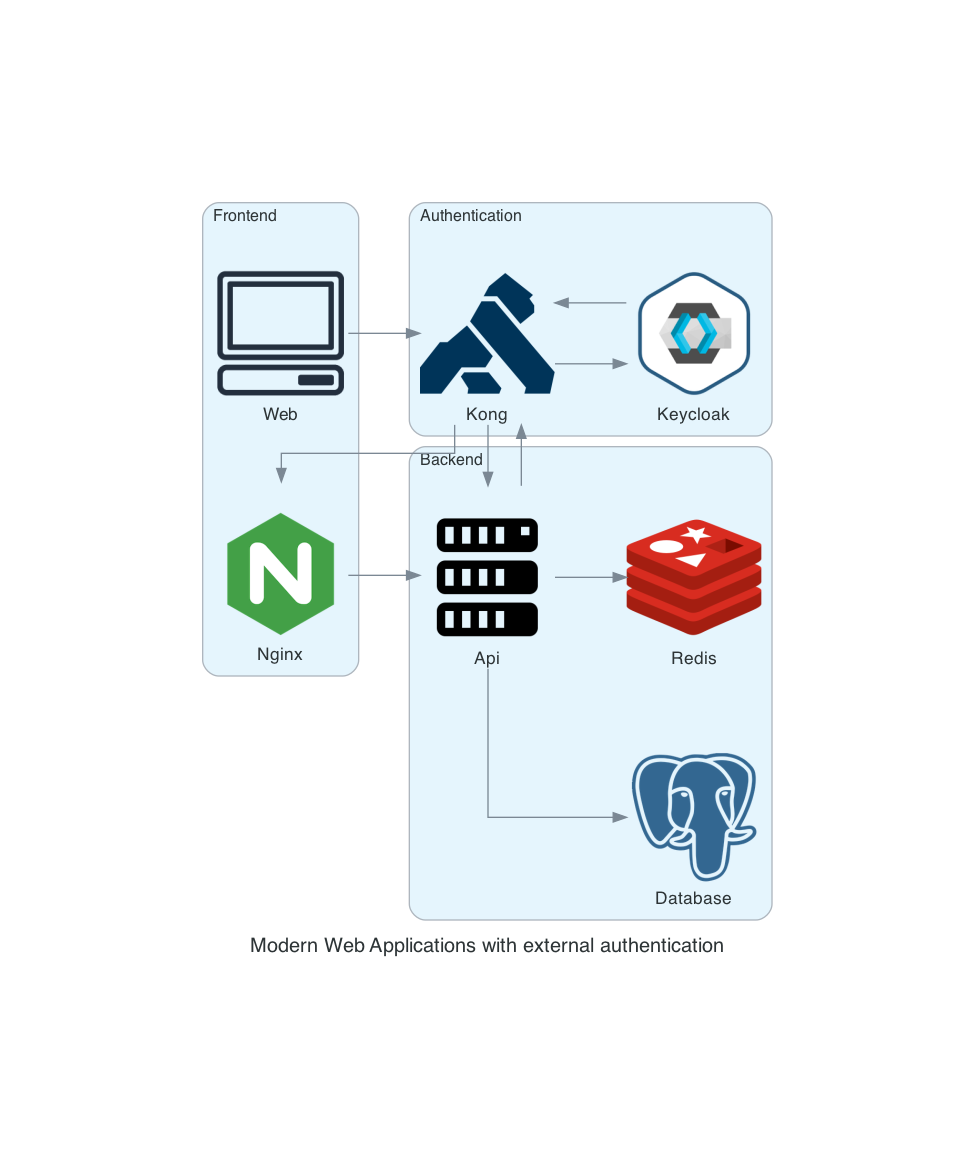 Frontend
Authentication
Web
Kong
Keycloak
Backend
N
Nginx
Api
Redis
Database
Modern Web Applications with external authentication